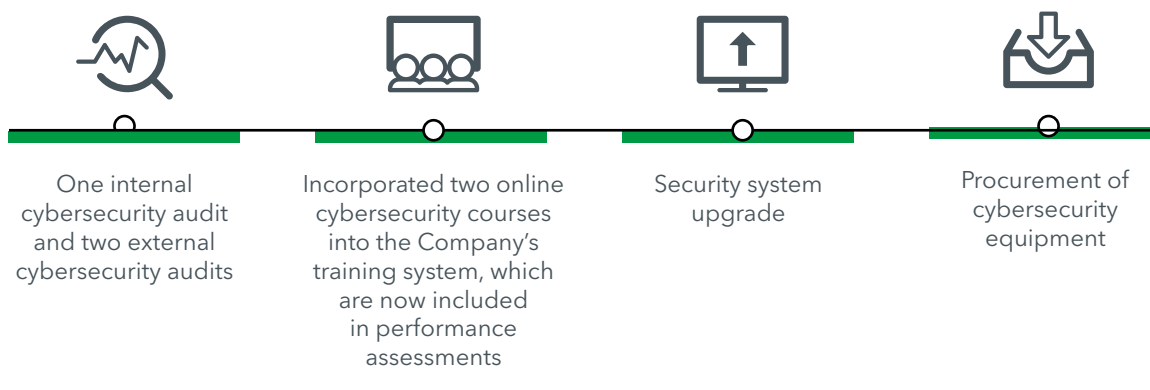 One internal
cybersecurity audit
and two external
cybersecurity audits
Incorporated two online
cybersecurity courses
into the Company’s
training system, which
are now included
in performance
assessments
Security system
upgrade
Procurement of
cybersecurity
equipment